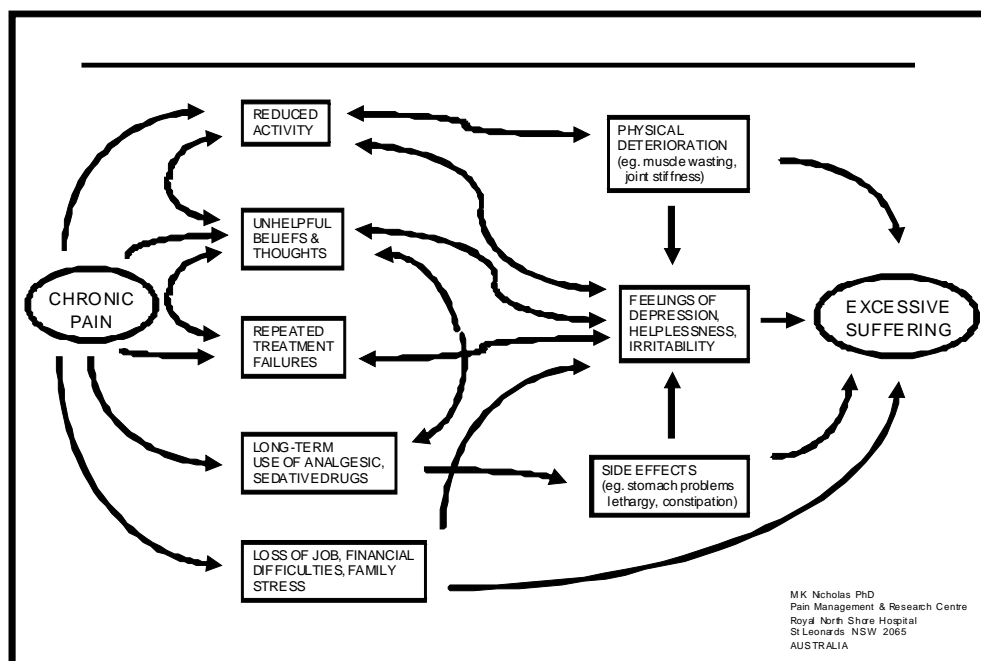 REDUCED
ACTIVITY
PHYSICAL
DETERIORATION
(eg. muscle wasting,
joint stiffness)
UNHELPFUL
BELIEFS &
THOUGHTS
CHRONIC
PAIN
FEELINGS OF
DEPRESSION,
HELPLESSNESS,
IRRITABILITY
EXCESSIVE
SUFFERING
REPEATED
TREATMENT
FAILURES
LONG-TERM
USE OF ANALGESIC,
SEDATIVE DRUGS
SIDE EFFECTS
(eg. stomach problems
lethargy, constipation)
LOSS OF JOB, FINANCIAL
DIFFICULTIES, FAMILY
STRESS
MK Nicholas PhD
Pain Management & Research Centre
Royal North Shore Hospital
St Leonards NSW 2065
AUSTRALIA